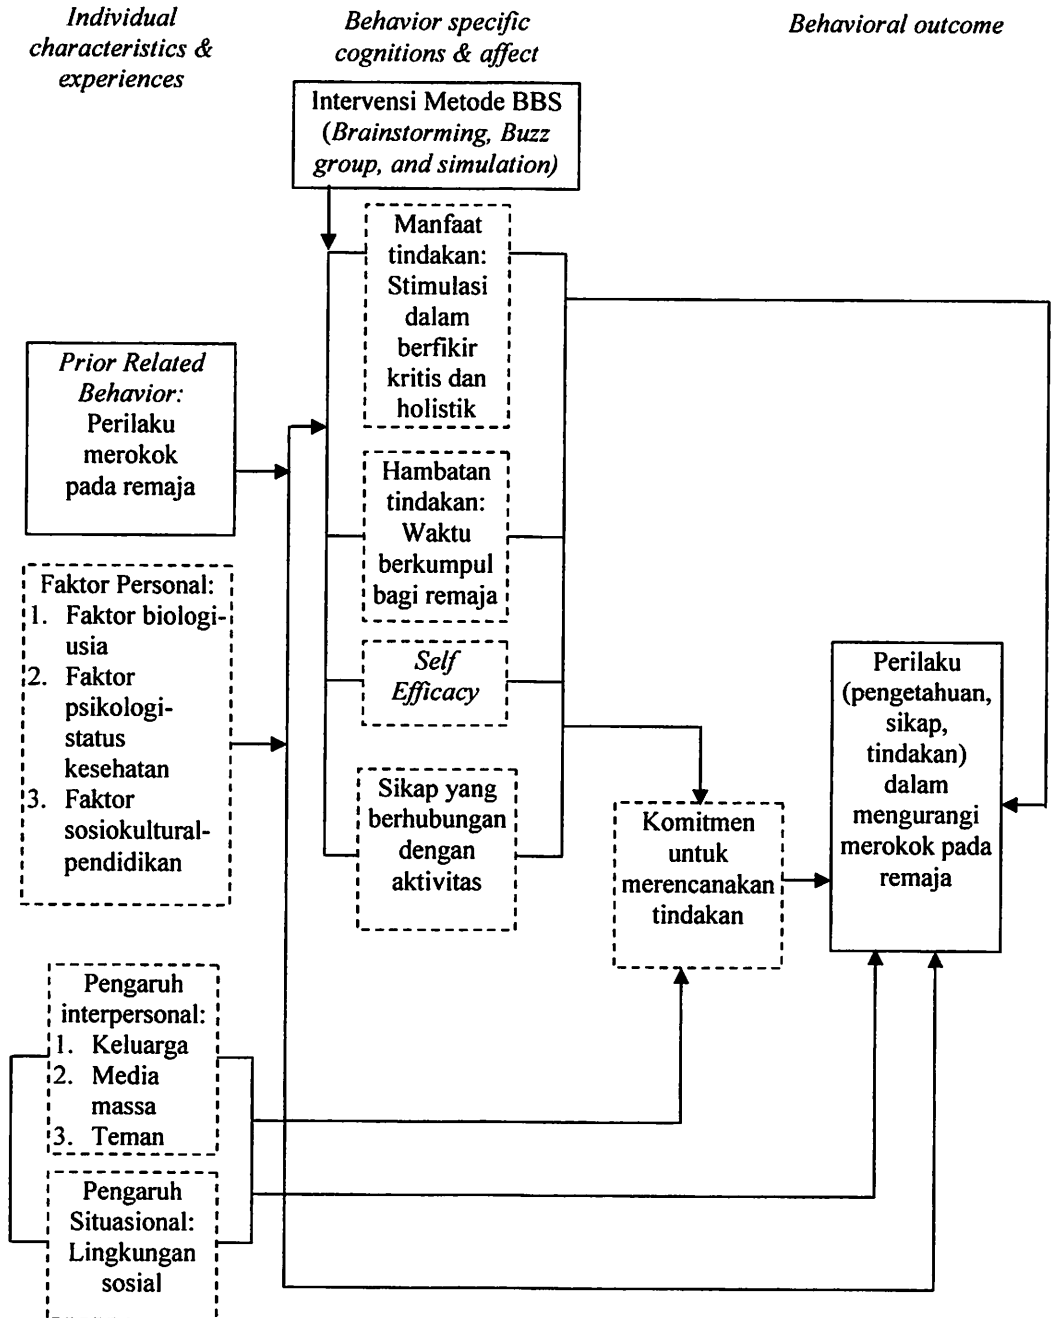 Individual
characteristics &
experiences
Behavior specific
cognitions & affect
Behavioral outcome
Intervensi Metode BBS
(Brainstorming, Buzz
group, and simulation)
Manfaat
tindakan:
Stimulasi
dalam
berfikir
kritis dan
holistik
Prior Related
Behavior:
Perilaku
merokok
pada remaja
Hambatan
tindakan:
Waktu
berkumpul
bagi remaja
Faktor Personal:
1. Faktor biologi-
usia
2. Faktor
psikologi-
status
kesehatan
3. Faktor
sosiokultural-
pendidikan
Self
Efficacy
Sikap yang
berhubungan
dengan
aktivitas
Komitmen
untuk
merencanakan
tindakan
Perilaku
(pengetahuan,
sikap,
tindakan)
dalam
mengurangi
merokok pada
remaja
Pengaruh
interpersonal:
1. Keluarga
2. Media
massa
3. Teman
Pengaruh
Situasional:
Lingkungan
sosial